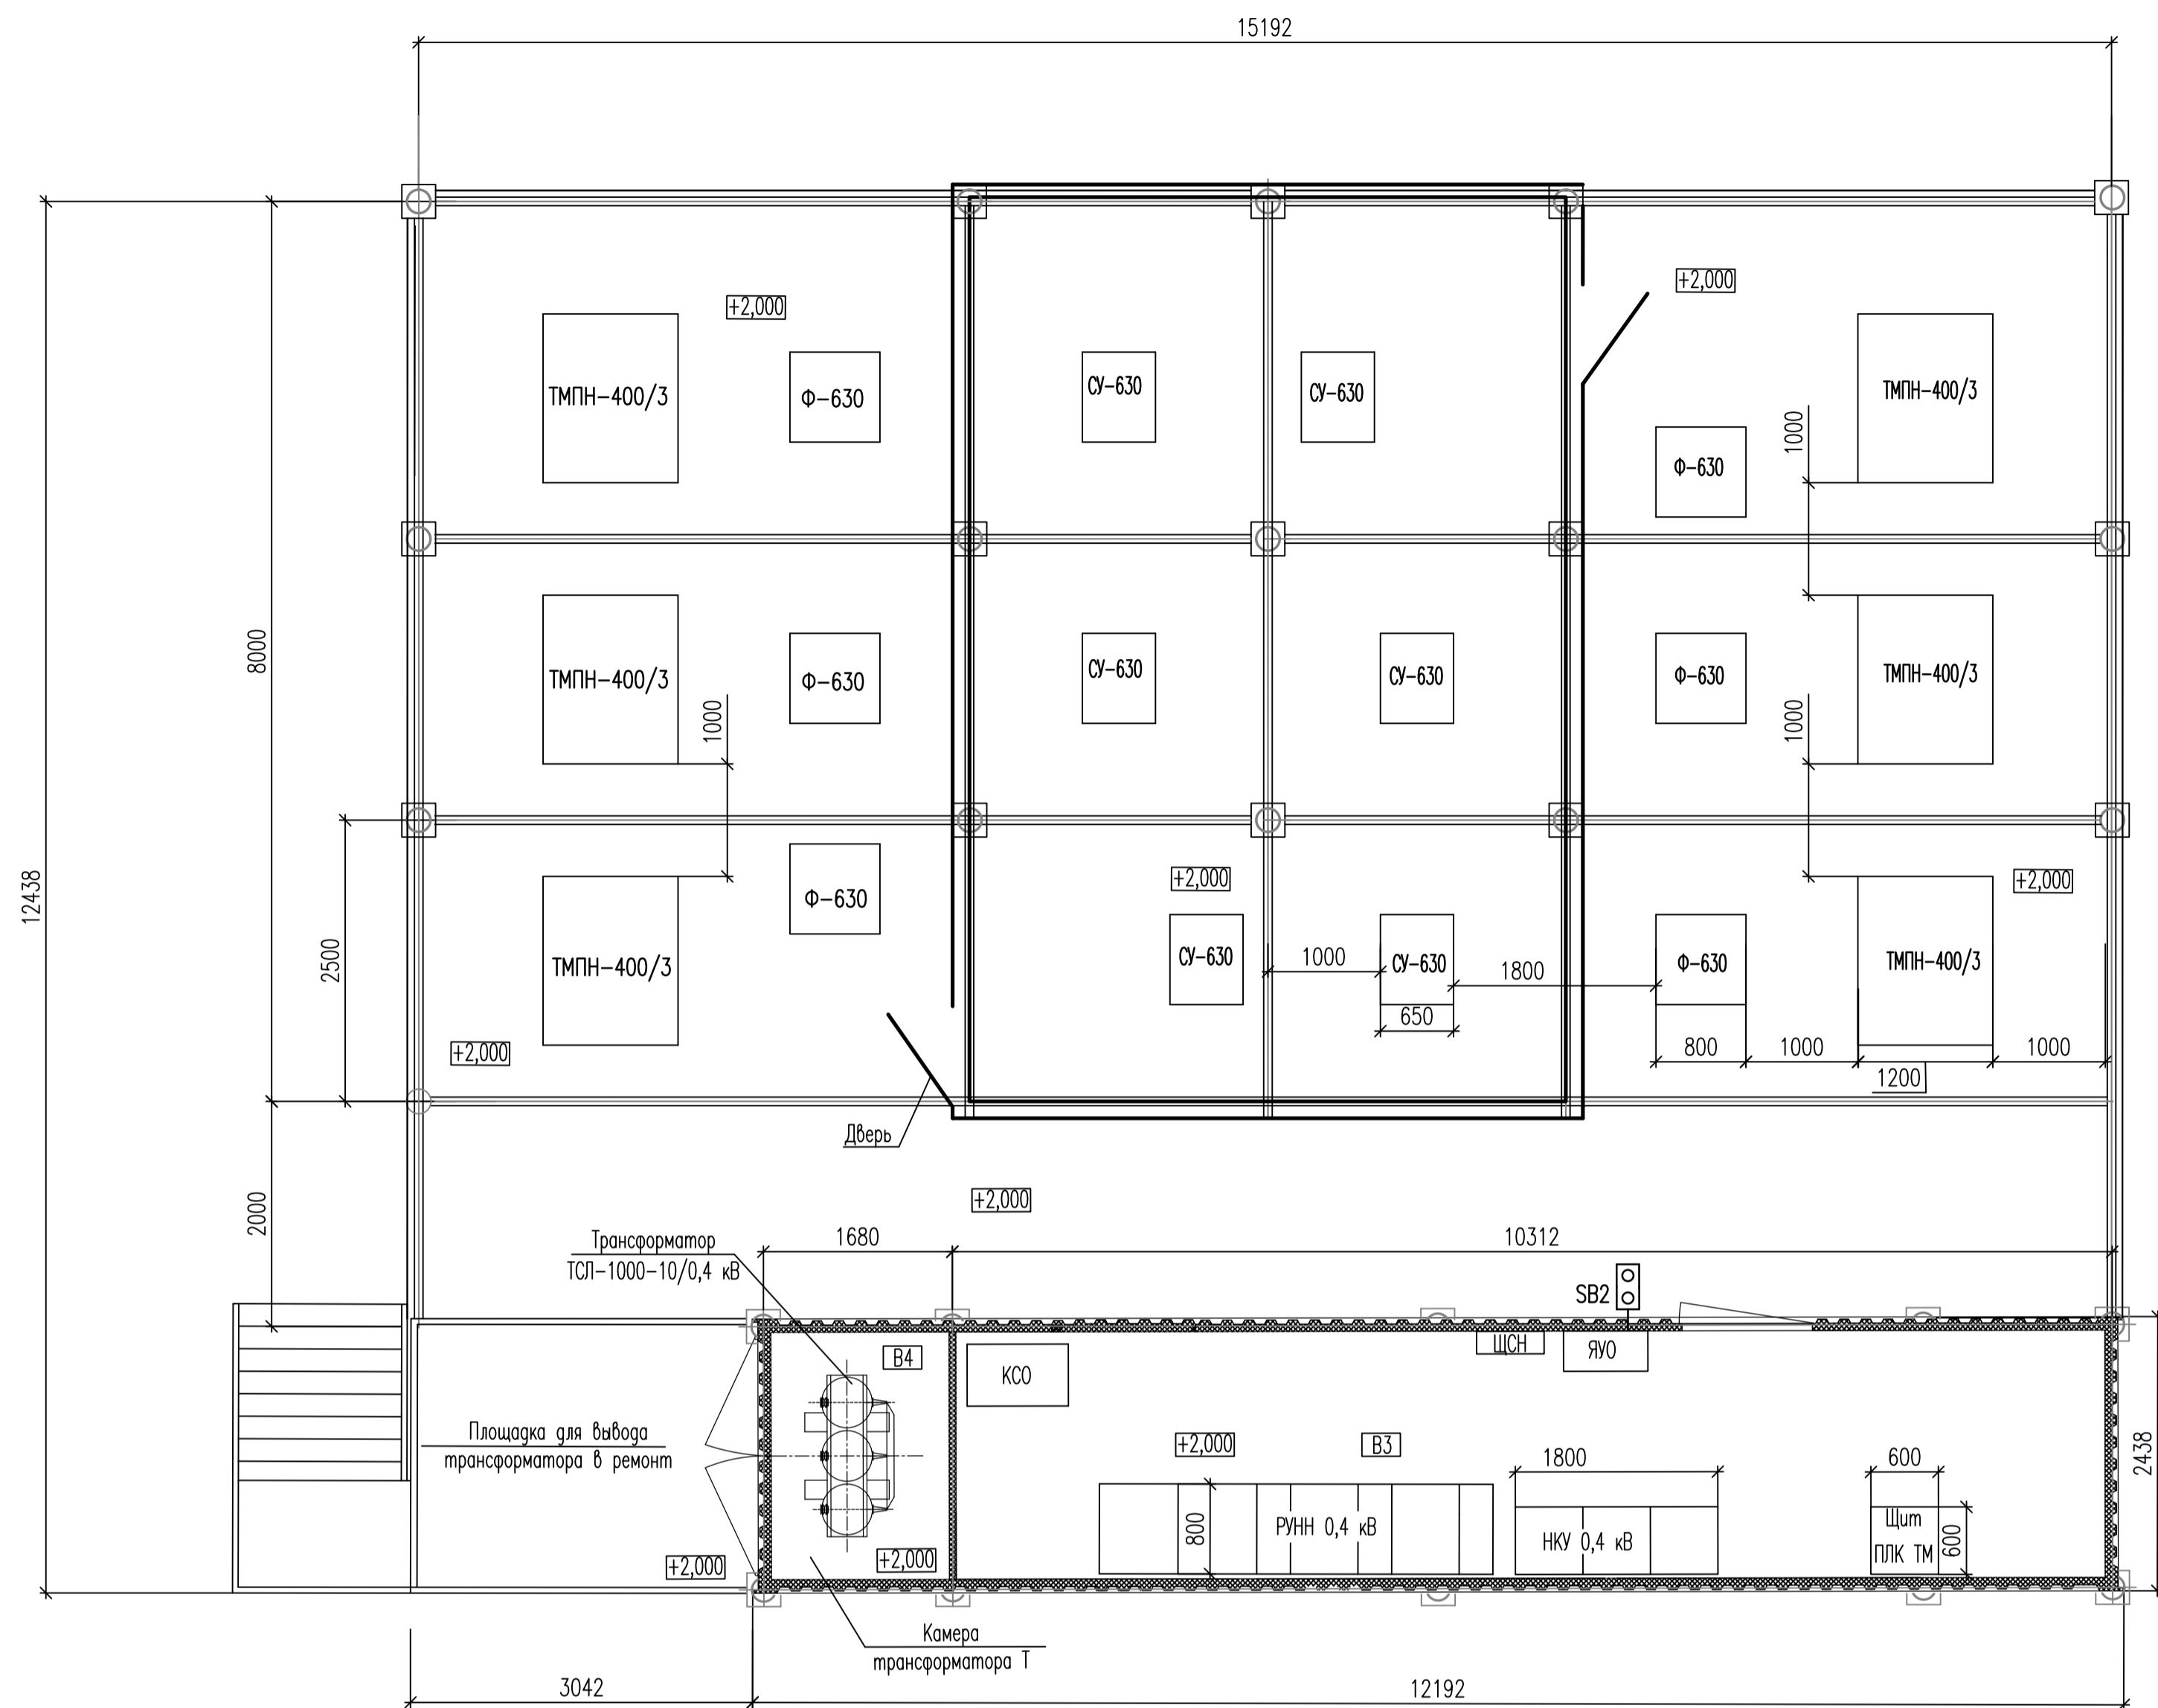 15192
+2,000
+2,000
ТМПН-400/3
Ф-630
СУ-630
СУ-630
ТМПН-400/3
1000
Ф-630
8000
ТМПН-400/3
Ф-630
СУ-630
СУ-630
Ф-630
ТМПН-400/3
1000
1000
12438
2500
+2,000
+2,000
ТМПН-400/3
Ф-630
СУ-630
1000
СУ-630
1800
Ф-630
ТМПН-400/3
650
+2,000
800
1000
1200
1000
Дверь
2000
+2,000
Трансформатор
ТСЛ-1000-10/0,4 кВ
1680
10312
SB2
В4
КСО
ЩСН
ЯУО
Площадка для вывода
трансформатора в ремонт
+2,000
В3
1800
600
2438
800
РУНН 0,4 кВ
НКУ 0,4 кВ
Щит
ПЛК ТМ
600
+2,000
+2,000
Камера
трансформатора Т
3042
12192